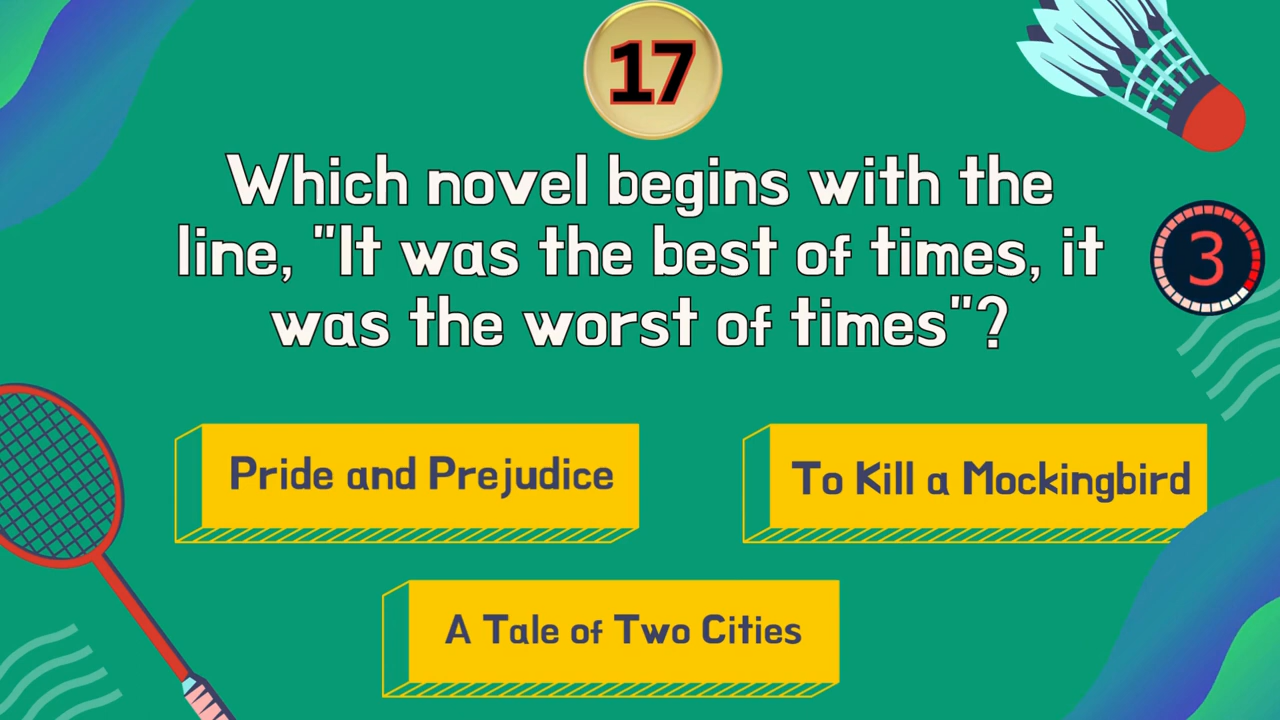 17
Which novel begins with the
line, "It was the best of times, it
was the worst of times"?
3
Pride and Prejudice
To Kill a Mockingbird
A Tale of Two Cities